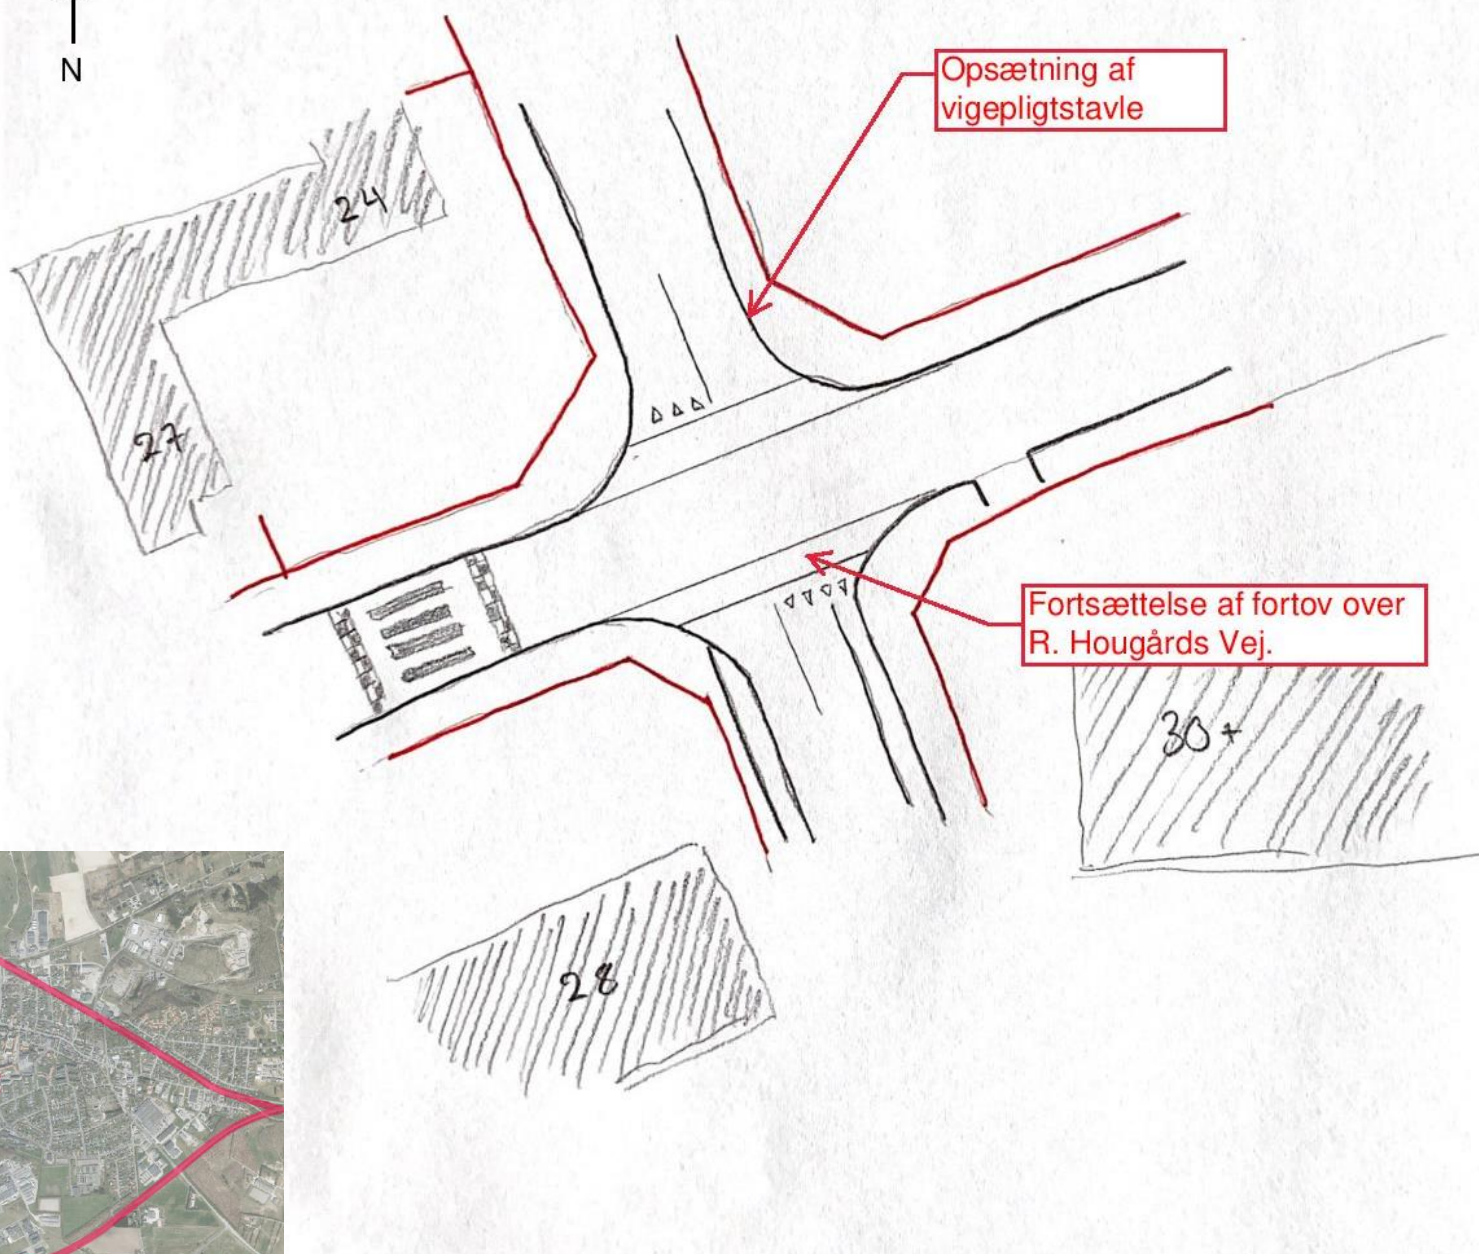 N
Opsætning af
vigepligtstavle
24
27
Fortsættelse af fortov over
R. Hougårds Vej.
30+
28